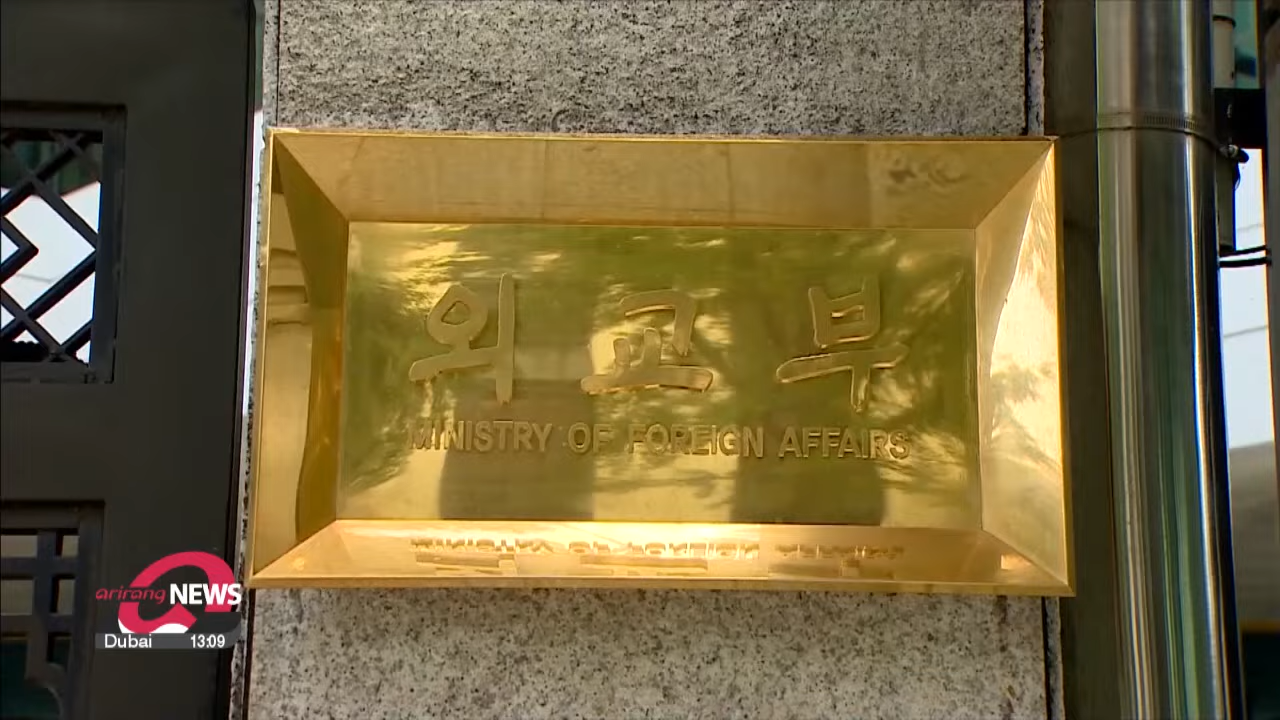 외교부
MINISTRY OF FOREIGN AFFAIRS
arirang NEWS
Dubai 13:09